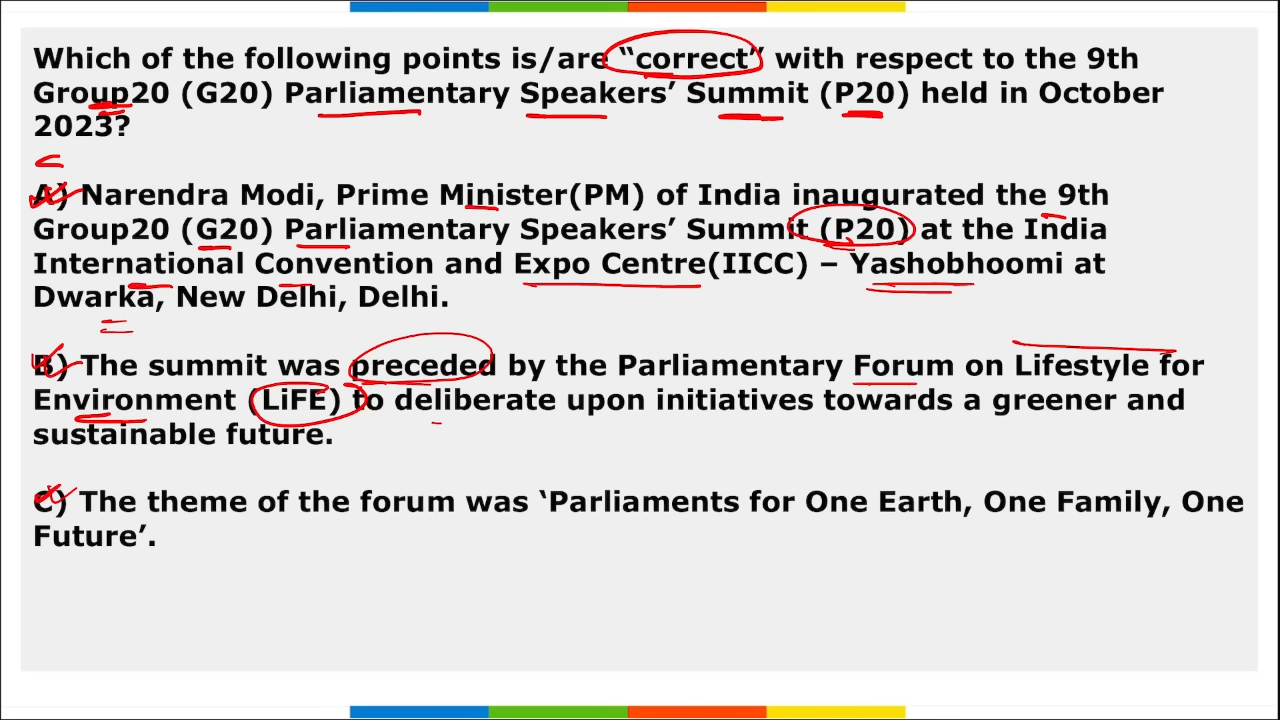 Which of the following points is/are “correct” with respect to the 9th
Group20 (G20) Parliamentary Speakers’ Summit (P20) held in October
2023?
A) Narendra Modi, Prime Minister(PM) of India inaugurated the 9th
Group20 (G20) Parliamentary Speakers’ Summit (P20) at the India
International Convention and Expo Centre(IICC) – Yashobhoomi at
Dwarka, New Delhi, Delhi.
B) The summit was preceded by the Parliamentary Forum on Lifestyle for
Environment (LiFE) to deliberate upon initiatives towards a greener and
sustainable future.
C) The theme of the forum was ‘Parliaments for One Earth, One Family, One
Future’.